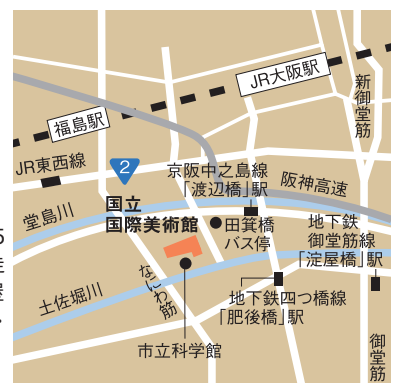 JR大阪駅
新御堂筋
福島駅
JR東西線
2
京阪中之島線
「渡辺橋」駅
阪神高速
堂島川
国立
国際美術館
田蓑橋
バス停
地下鉄
御堂筋線
「淀屋橋」駅
土佐堀川
なにわ筋
地下鉄四つ橋線
「肥後橋」駅
市立科学館
御堂筋